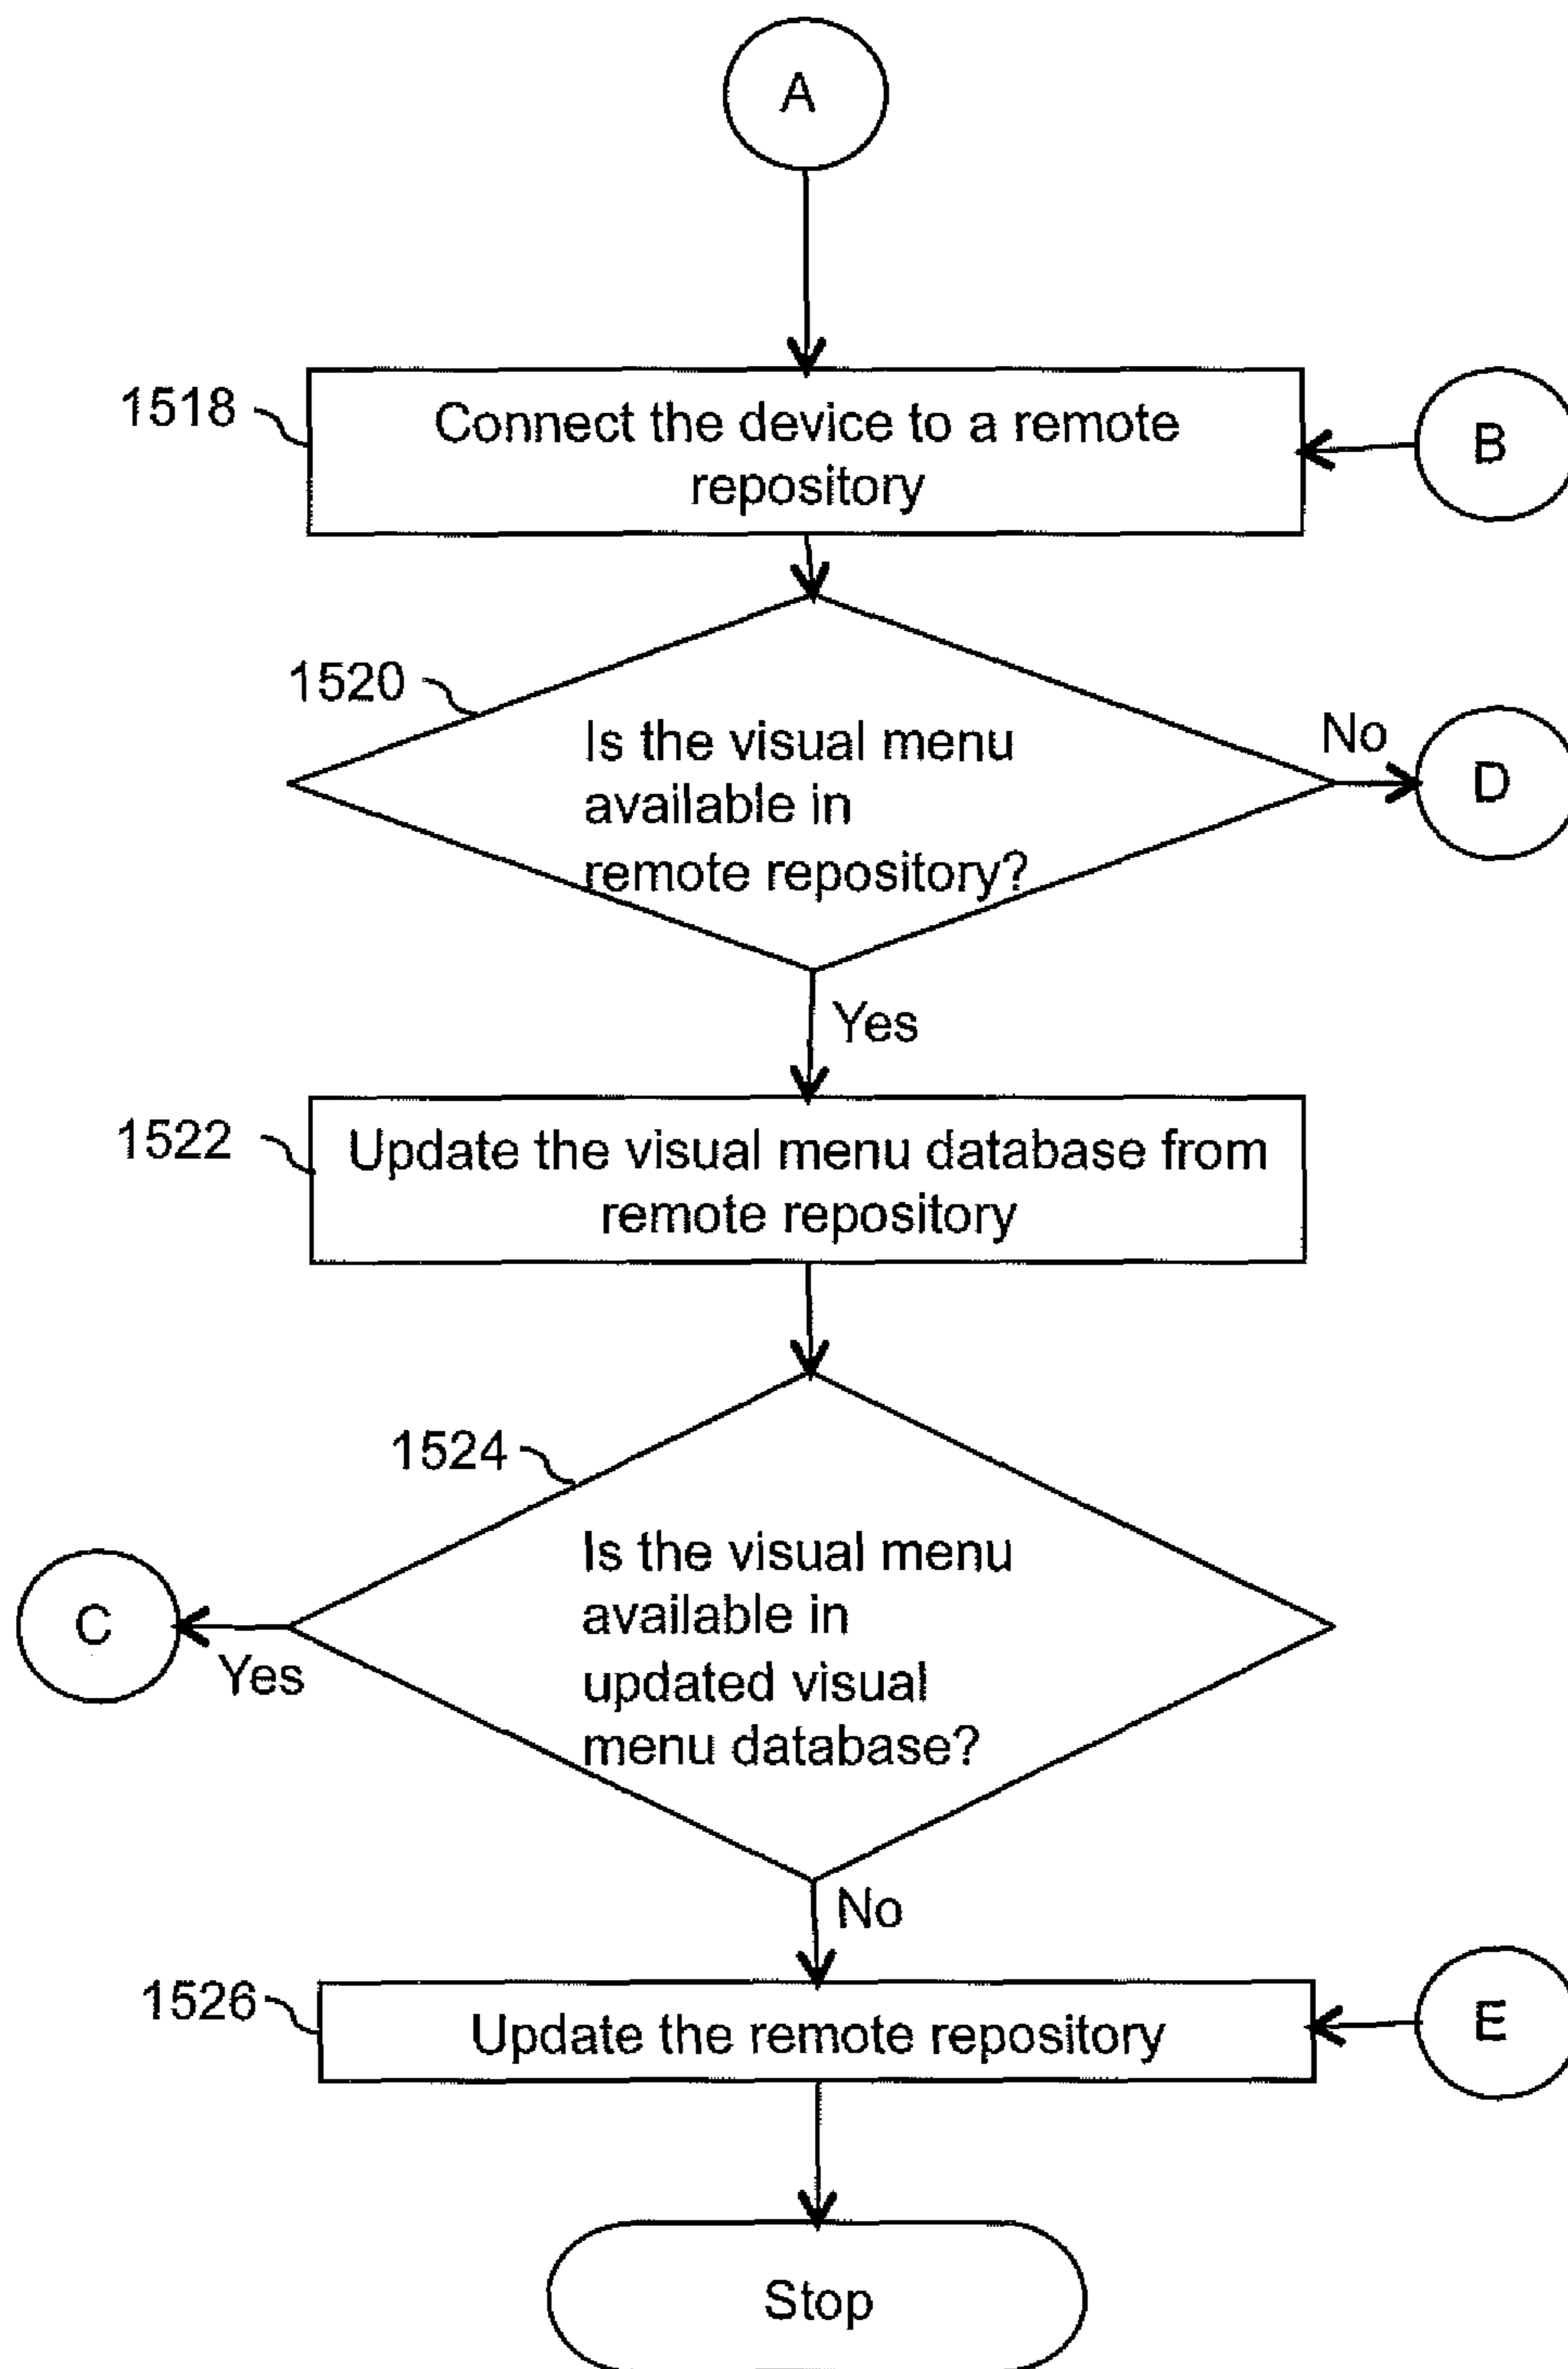 A
1518
Connect the device to a remote
repository
B
1520
Is the visual menu
available in
remote repository?
No
D
Yes
1522
Update the visual menu database from
remote repository
1524
Is the visual menu
available in
updated visual
menu database?
C
Yes
No
1526
Update the remote repository
E
Stop